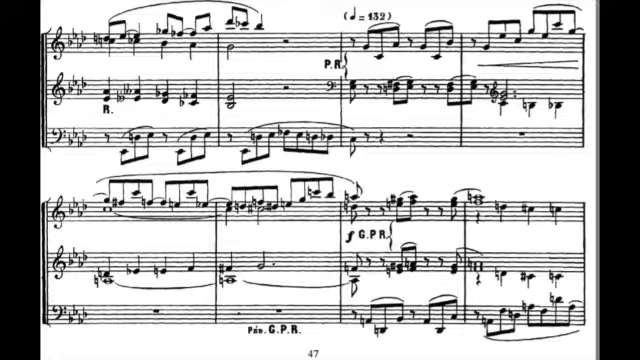 (♩ = 132)
P.R.
R.
f G.P.R.
Péd. G.P.R.
47